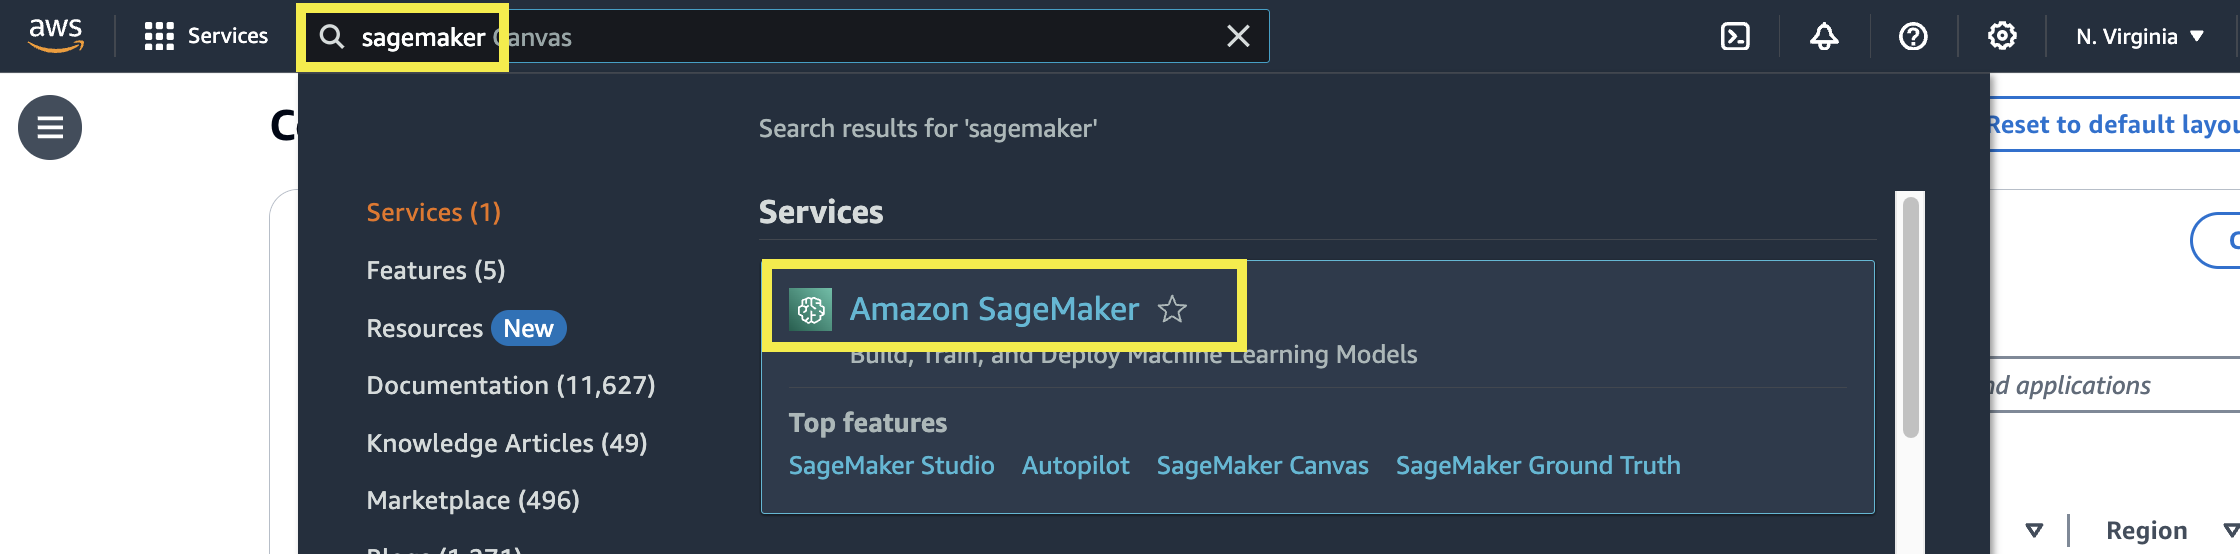 aws Services sagemaker Canvas N. Virginia
Reset to default layou
Search results for 'sagemaker'
Services (1)
Features (5)
Resources New
Documentation (11,627)
Knowledge Articles (49)
Marketplace (496)
Services
Amazon SageMaker
Build, Train, and Deploy Machine Learning Models
Top features
SageMaker Studio Autopilot SageMaker Canvas SageMaker Ground Truth
nd applications
Region